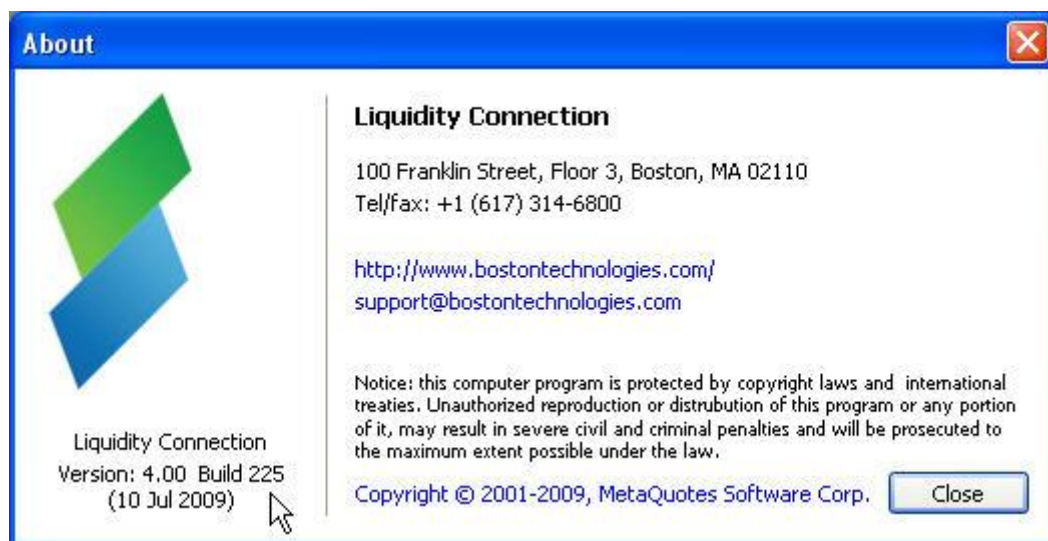 About
Liquidity Connection
100 Franklin Street, Floor 3, Boston, MA 02110
Tel/fax: +1 (617) 314-6800
http://www.bostontechnologies.com/
support@bostontechnologies.com
Notice: this computer program is protected by copyright laws and international
treaties. Unauthorized reproduction or distrubution of this program or any portion
of it, may result in severe civil and criminal penalties and will be prosecuted to
the maximum extent possible under the law.
Copyright © 2001-2009, MetaQuotes Software Corp.
Close
Liquidity Connection
Version: 4.00 Build 225
(10 Jul 2009)